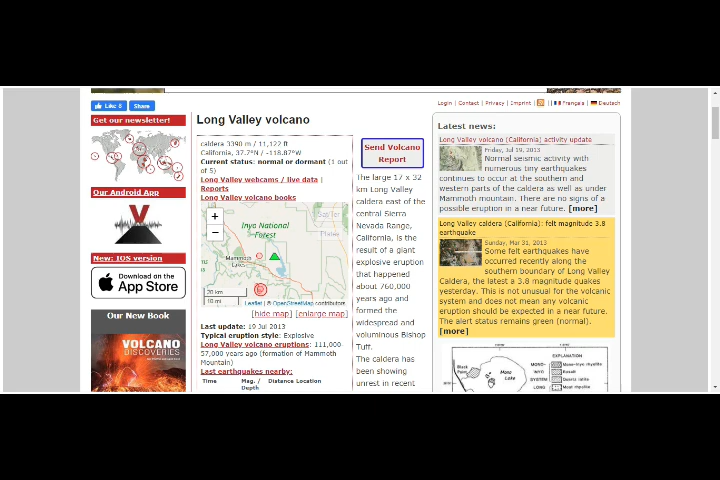 Like 8 Share
Login | Contact | Privacy | Imprint | Français | Deutsch
Get our newsletter!
Our Android App
New: IOS version
Download on the
App Store
Our New Book
VOLCANO
DISCOVERIES
Long Valley volcano
caldera 3390 m / 11,122 ft
California, 37.7°N / -118.87°W
Current status: normal or dormant (1 out
of 5)
Long Valley webcams / live data |
Reports
Long Valley volcano books
+
−
Inyo National
Forest
Mammoth
Lakes
20 km
10 mi
Leaflet | © OpenStreetMap contributors
[hide map] [enlarge map]
Last update: 19 Jul 2013
Typical eruption style: Explosive
Long Valley volcano eruptions: 111,000
57,000 years ago (formation of Mammoth
Mountain)
Last earthquakes nearby:
Time Mag. / Depth Distance Location
Send Volcano
Report
The large 17 x 32
km Long Valley
caldera east of the
central Sierra
Nevada Range,
California, is the
result of a giant
explosive eruption
that happened
about 760,000
years ago and
formed the
widespread and
voluminous Bishop
Tuff.
The caldera has
been showing
unrest in recent
Latest news:
Long Valley volcano (California) activity update
Friday, Jul 19, 2013
Normal seismic activity with
numerous tiny earthquakes
continues to occur at the southern and
western parts of the caldera as well as under
Mammoth mountain. There are no signs of a
possible eruption in a near future. [more]
Long Valley caldera (California): felt magnitude 3.8
earthquake
Sunday, Mar 31, 2013
Some felt earthquakes have
occurred recently along the
southern boundary of Long Valley
Caldera, the latest a 3.8 magnitude quakes
yesterday. This is not unusual for the volcanic
system and does not mean any volcanic
eruption should be expected in a near future.
The alert status remains green (normal).
[more]
Black
Point
Mono
Lake
EXPLANATION
MONO-
INYO
SYSTEM
LONG
Mono-Inyo rhyolite
Basalt